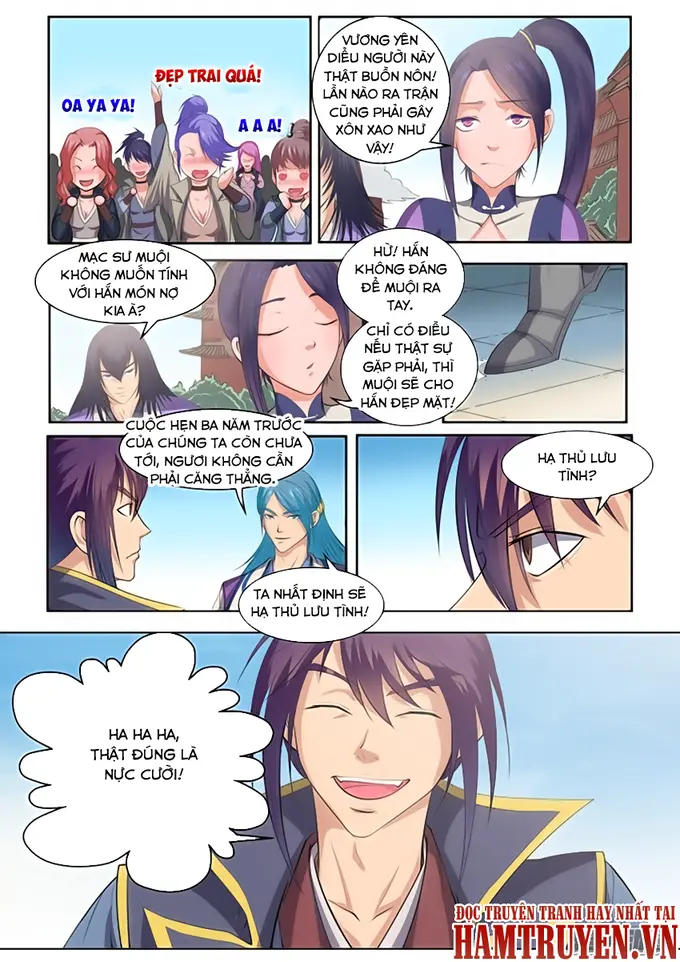 ĐẸP TRAI QUÁ!
OA YA YA!
A A A!
VƯƠNG YÊN
DIỀU NGƯỜI NÀY
THẬT BUỒN NÔN!
LẦN NÀO RA TRẬN
CŨNG PHẢI GÂY
XÔN XAO NHƯ
VẬY!
MẠC SƯ MUỘI
KHÔNG MUỐN TÍNH
VỚI HẮN MÓN NỢ
KIA À?
HỪ! HẮN
KHÔNG ĐÁNG
ĐỂ MUỘI RA
TAY.
CHỈ CÓ ĐIỀU
NẾU THẬT SỰ
GẶP PHẢI, THÌ
MUỘI SẼ CHO
HẮN ĐẸP MẶT!
CUỘC HẸN BA NĂM TRƯỚC
CỦA CHÚNG TA CÒN CHƯA
TỚI, NGƯƠI KHÔNG CẦN
PHẢI CĂNG THẲNG.
TA NHẤT ĐỊNH SẼ
HẠ THỦ LƯU TÌNH!
HẠ THỦ LƯU
TÌNH?
HA HA HA,
THẬT ĐÚNG LÀ
NỰC CƯỜI!
ĐỌC TRUYỆN TRANH HAY NHẤT TẠI
HAMTRUYEN.VN